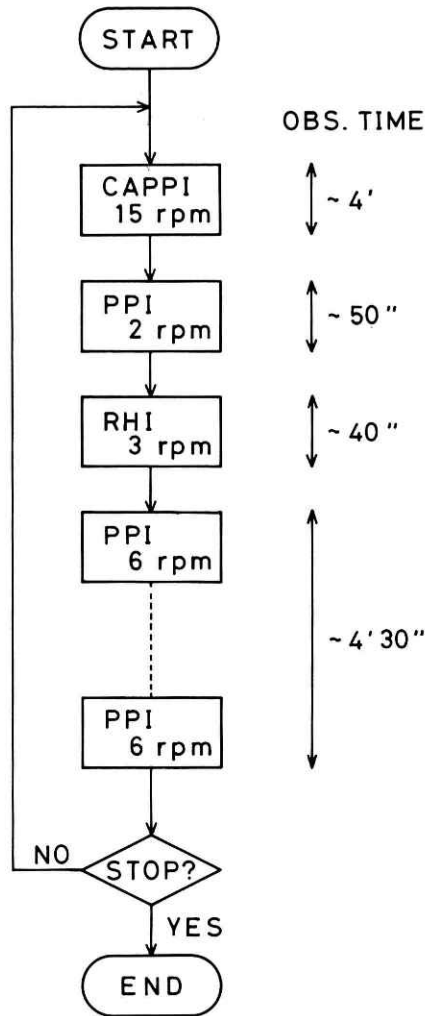 START
OBS. TIME
CAPPI
15 rpm
~ 4'
PPI
2 rpm
~ 50"
RHI
3 rpm
~ 40"
PPI
6 rpm
~ 4'30"
PPI
6 rpm
NO
STOP?
YES
END